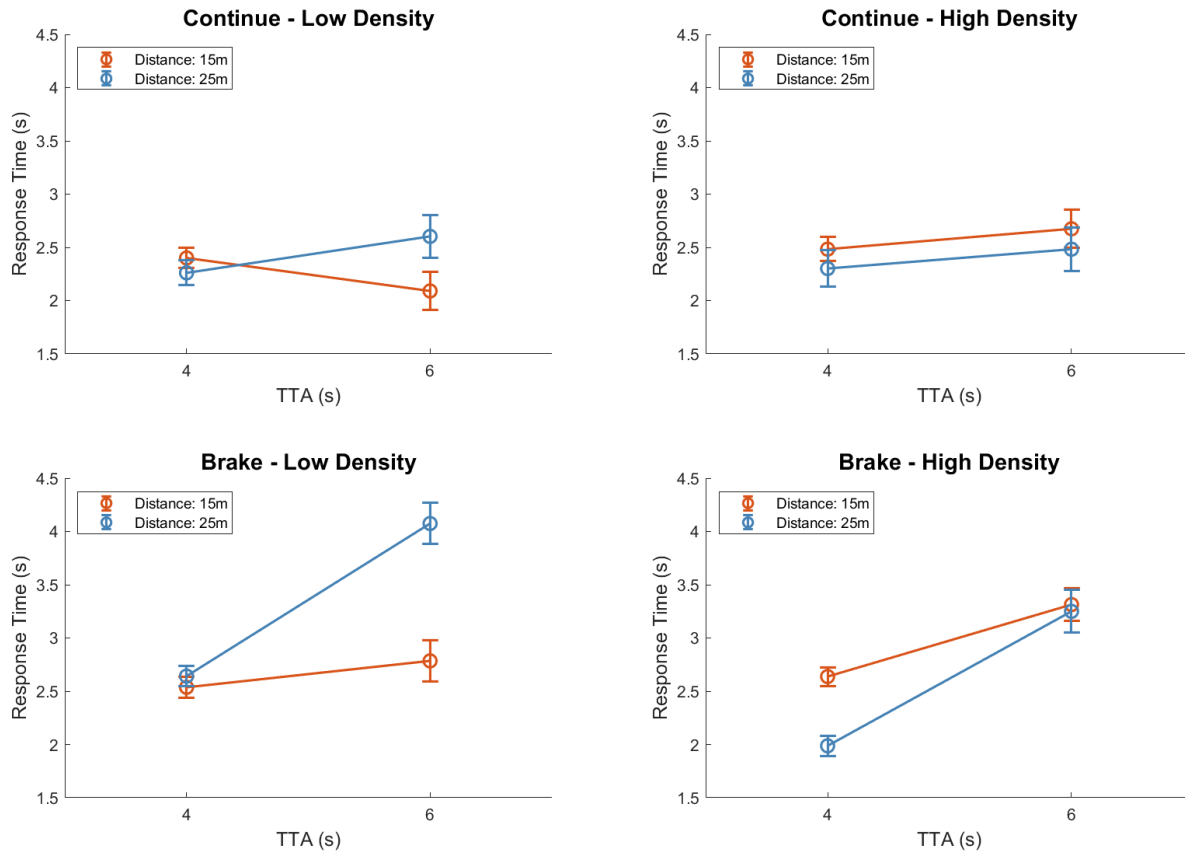 Continue - Low Density
4.5
4
3.5
3
2.5
2
1.5
Response Time (s)
Distance: 15m
Distance: 25m
4
6
TTA (s)
Continue - High Density
4.5
4
3.5
3
2.5
2
1.5
Response Time (s)
Distance: 15m
Distance: 25m
4
6
TTA (s)
Brake - Low Density
4.5
4
3.5
3
2.5
2
1.5
Response Time (s)
Distance: 15m
Distance: 25m
4
6
TTA (s)
Brake - High Density
4.5
4
3.5
3
2.5
2
1.5
Response Time (s)
Distance: 15m
Distance: 25m
4
6
TTA (s)